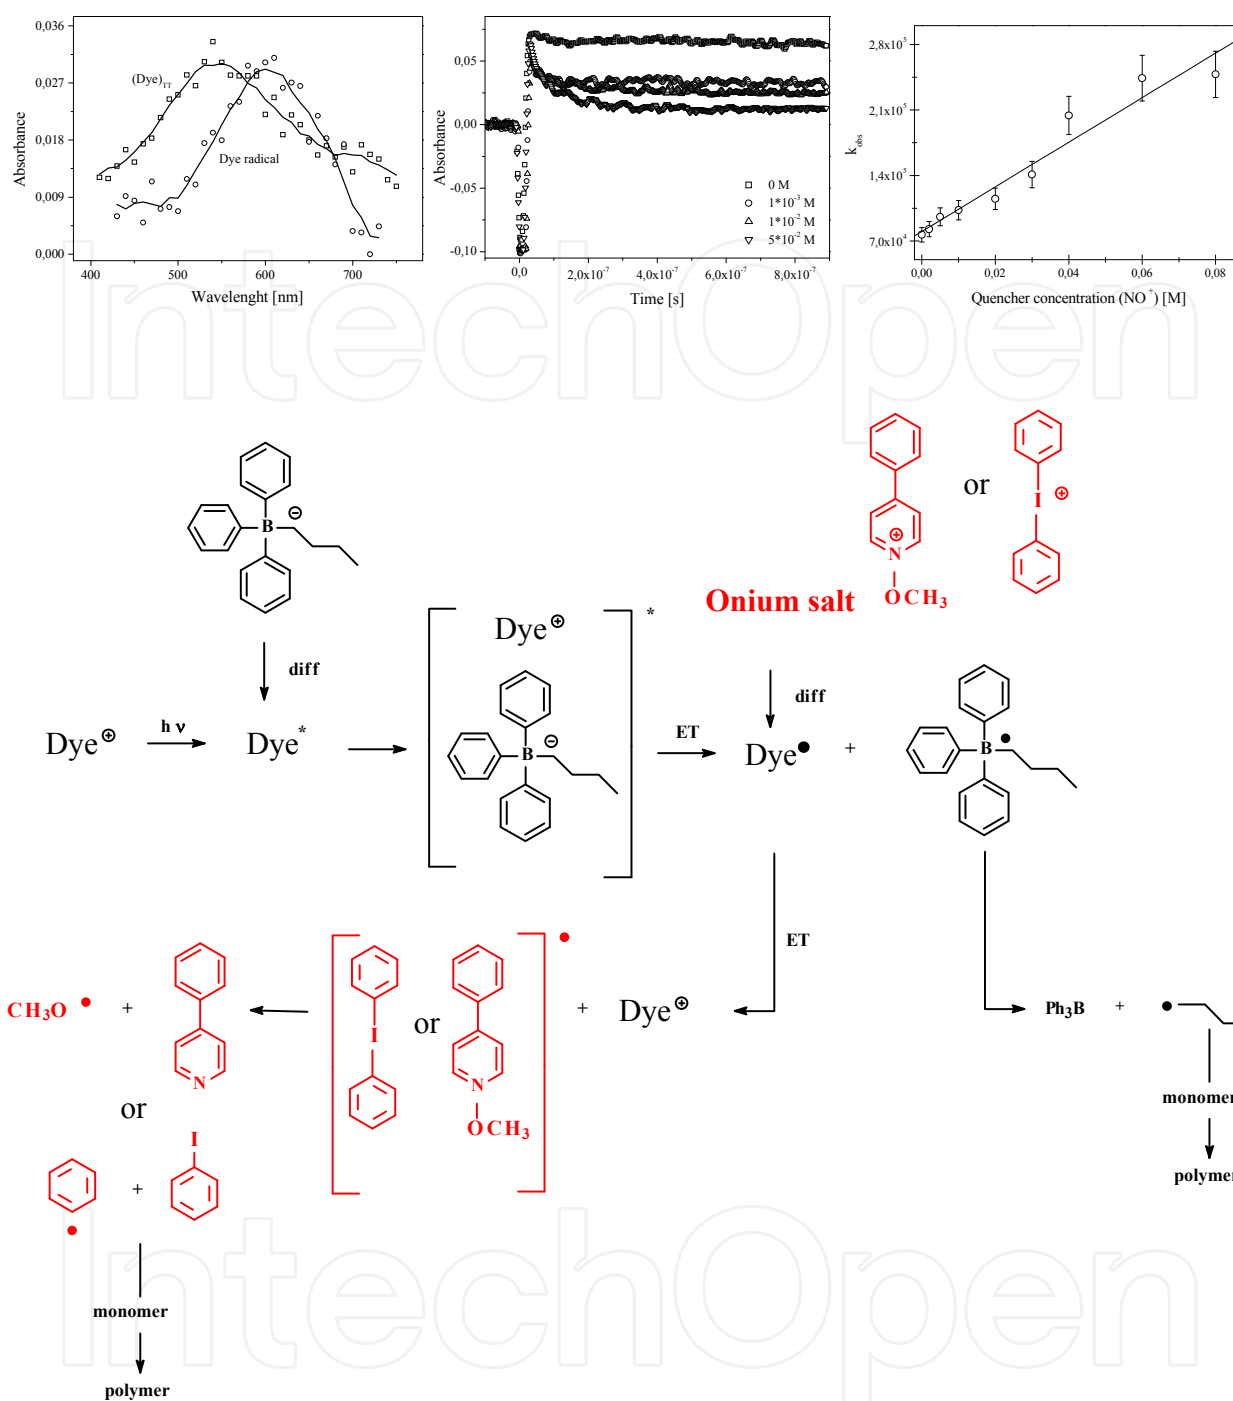 0,036
0,027
0,018
0,009
0,000
Absorbance
(Dye)TT
Dye radical
400 500 600 700
Wavelenght [nm]
0,05
0,00
-0,05
-0,10
Absorbance
0 M
1*10⁻³ M
1*10⁻² M
5*10⁻² M
0,0 2,0x10⁻⁷ 4,0x10⁻⁷ 6,0x10⁻⁷ 8,0x10⁻⁷
Time [s]
2,8x10⁵
2,1x10⁵
1,4x10⁵
7,0x10⁴
kobs
0,00 0,02 0,04 0,06 0,08
Quencher concentration (NO⁺) [M]
IntechOpen
B ⊖
or
I ⊕
⊕
N
OCH₃
Onium salt
diff
Dye⊕
hν
Dye*
Dye⊕
B ⊖
*
ET
diff
Dye●
+
B ●
ET
CH₃O ●
+
N
or
I
+
I
or
N
OCH₃
●
+
Dye⊕
Ph₃B
+
●
monomer
polymer
monomer
polymer
IntechOpen